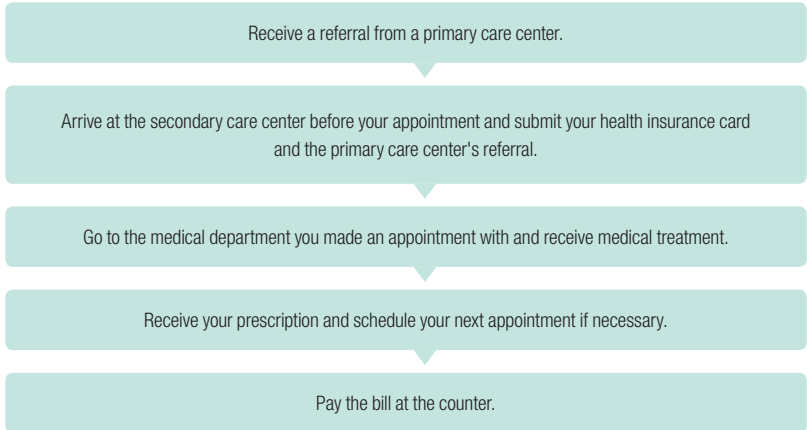 Receive a referral from a primary care center.
Arrive at the secondary care center before your appointment and submit your health insurance card
and the primary care center's referral.
Go to the medical department you made an appointment with and receive medical treatment.
Receive your prescription and schedule your next appointment if necessary.
Pay the bill at the counter.